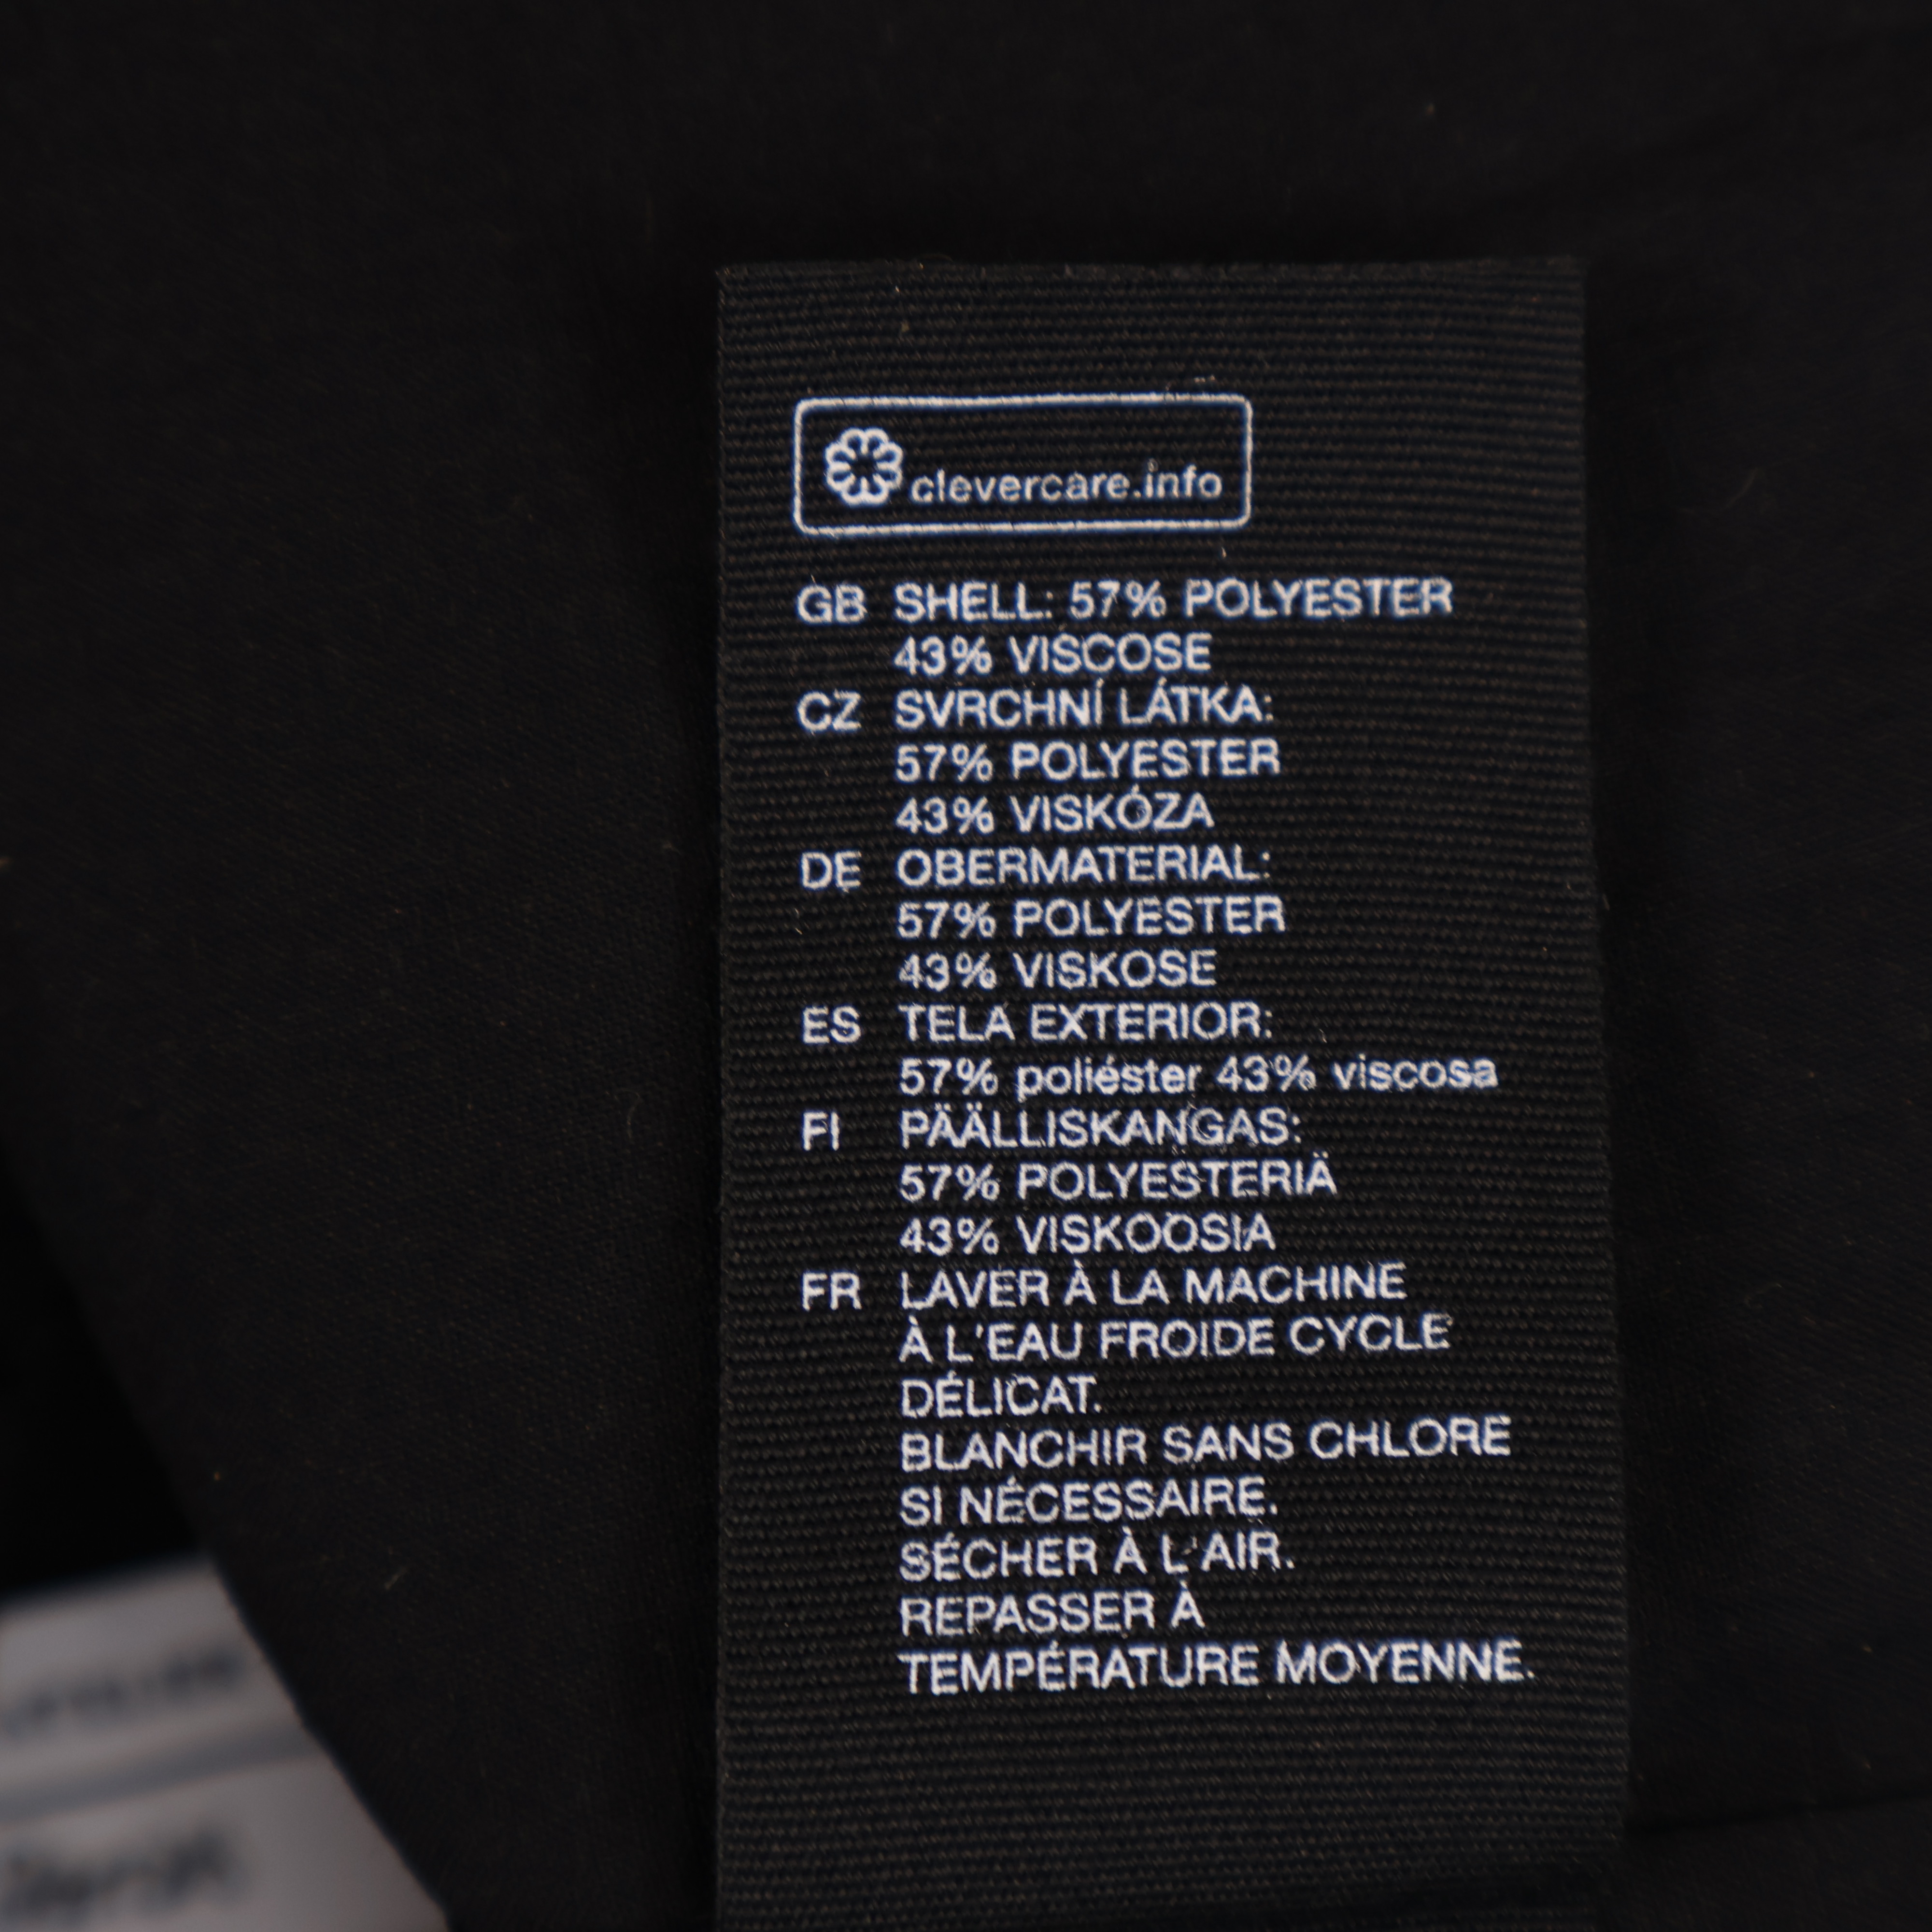 clevercare.info
GB SHELL: 57% POLYESTER
43% VISCOSE
CZ SVRCHNÍ LÁTKA:
57% POLYESTER
43% VISKÓZA
DE OBERMATERIAL:
57% POLYESTER
43% VISKOSE
ES TELA EXTERIOR:
57% poliéster 43% viscosa
FI PÄÄLLISKANGAS:
57% POLYESTERIÄ
43% VISKOOSIA
FR LAVER À LA MACHINE
À L'EAU FROIDE CYCLE
DÉLICAT.
BLANCHIR SANS CHLORE
SI NÉCESSAIRE.
SÉCHER À L'AIR.
REPASSER À
TEMPÉRATURE MOYENNE.